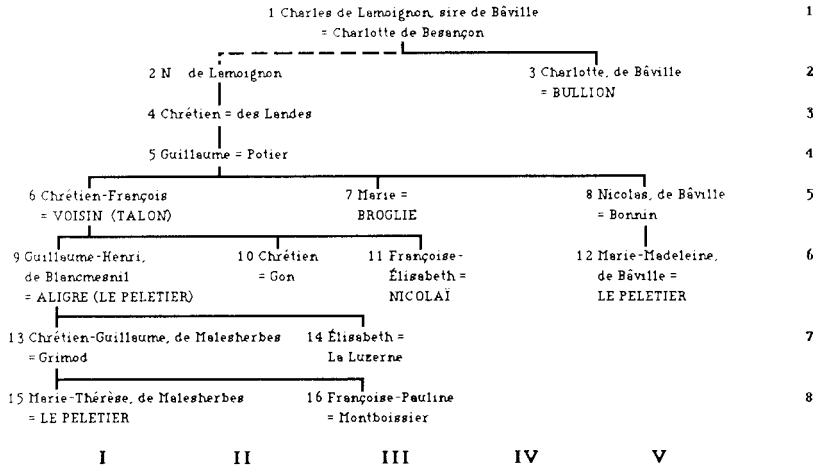 1 Charles de Lamoignon, sire de Bâville 1
= Charlotte de Besançon
2 N de Lamoignon 3 Charlotte, de Bâville 2
= BULLION
4 Chrétien = des Landes 3
5 Guillaume = Potier 4
6 Chrétien-François 7 Marie = 8 Nicolas, de Bâville 5
= VOISIN (TALON) BROGLIE = Bonnin
9 Guillaume-Henri, 10 Chrétien 11 Françoise- 12 Marie-Madeleine, 6
de Blancmesnil = Gon Élisabeth = de Bâville =
= ALIGRE (LE PELETIER) NICOLAÏ LE PELETIER
13 Chrétien-Guillaume, de Malesherbes 14 Élisabeth = 7
= Grimod La Luzerne
15 Marie-Thérèse, de Malesherbes 16 Françoise-Pauline 8
= LE PELETIER = Montboissier
I II III IV V